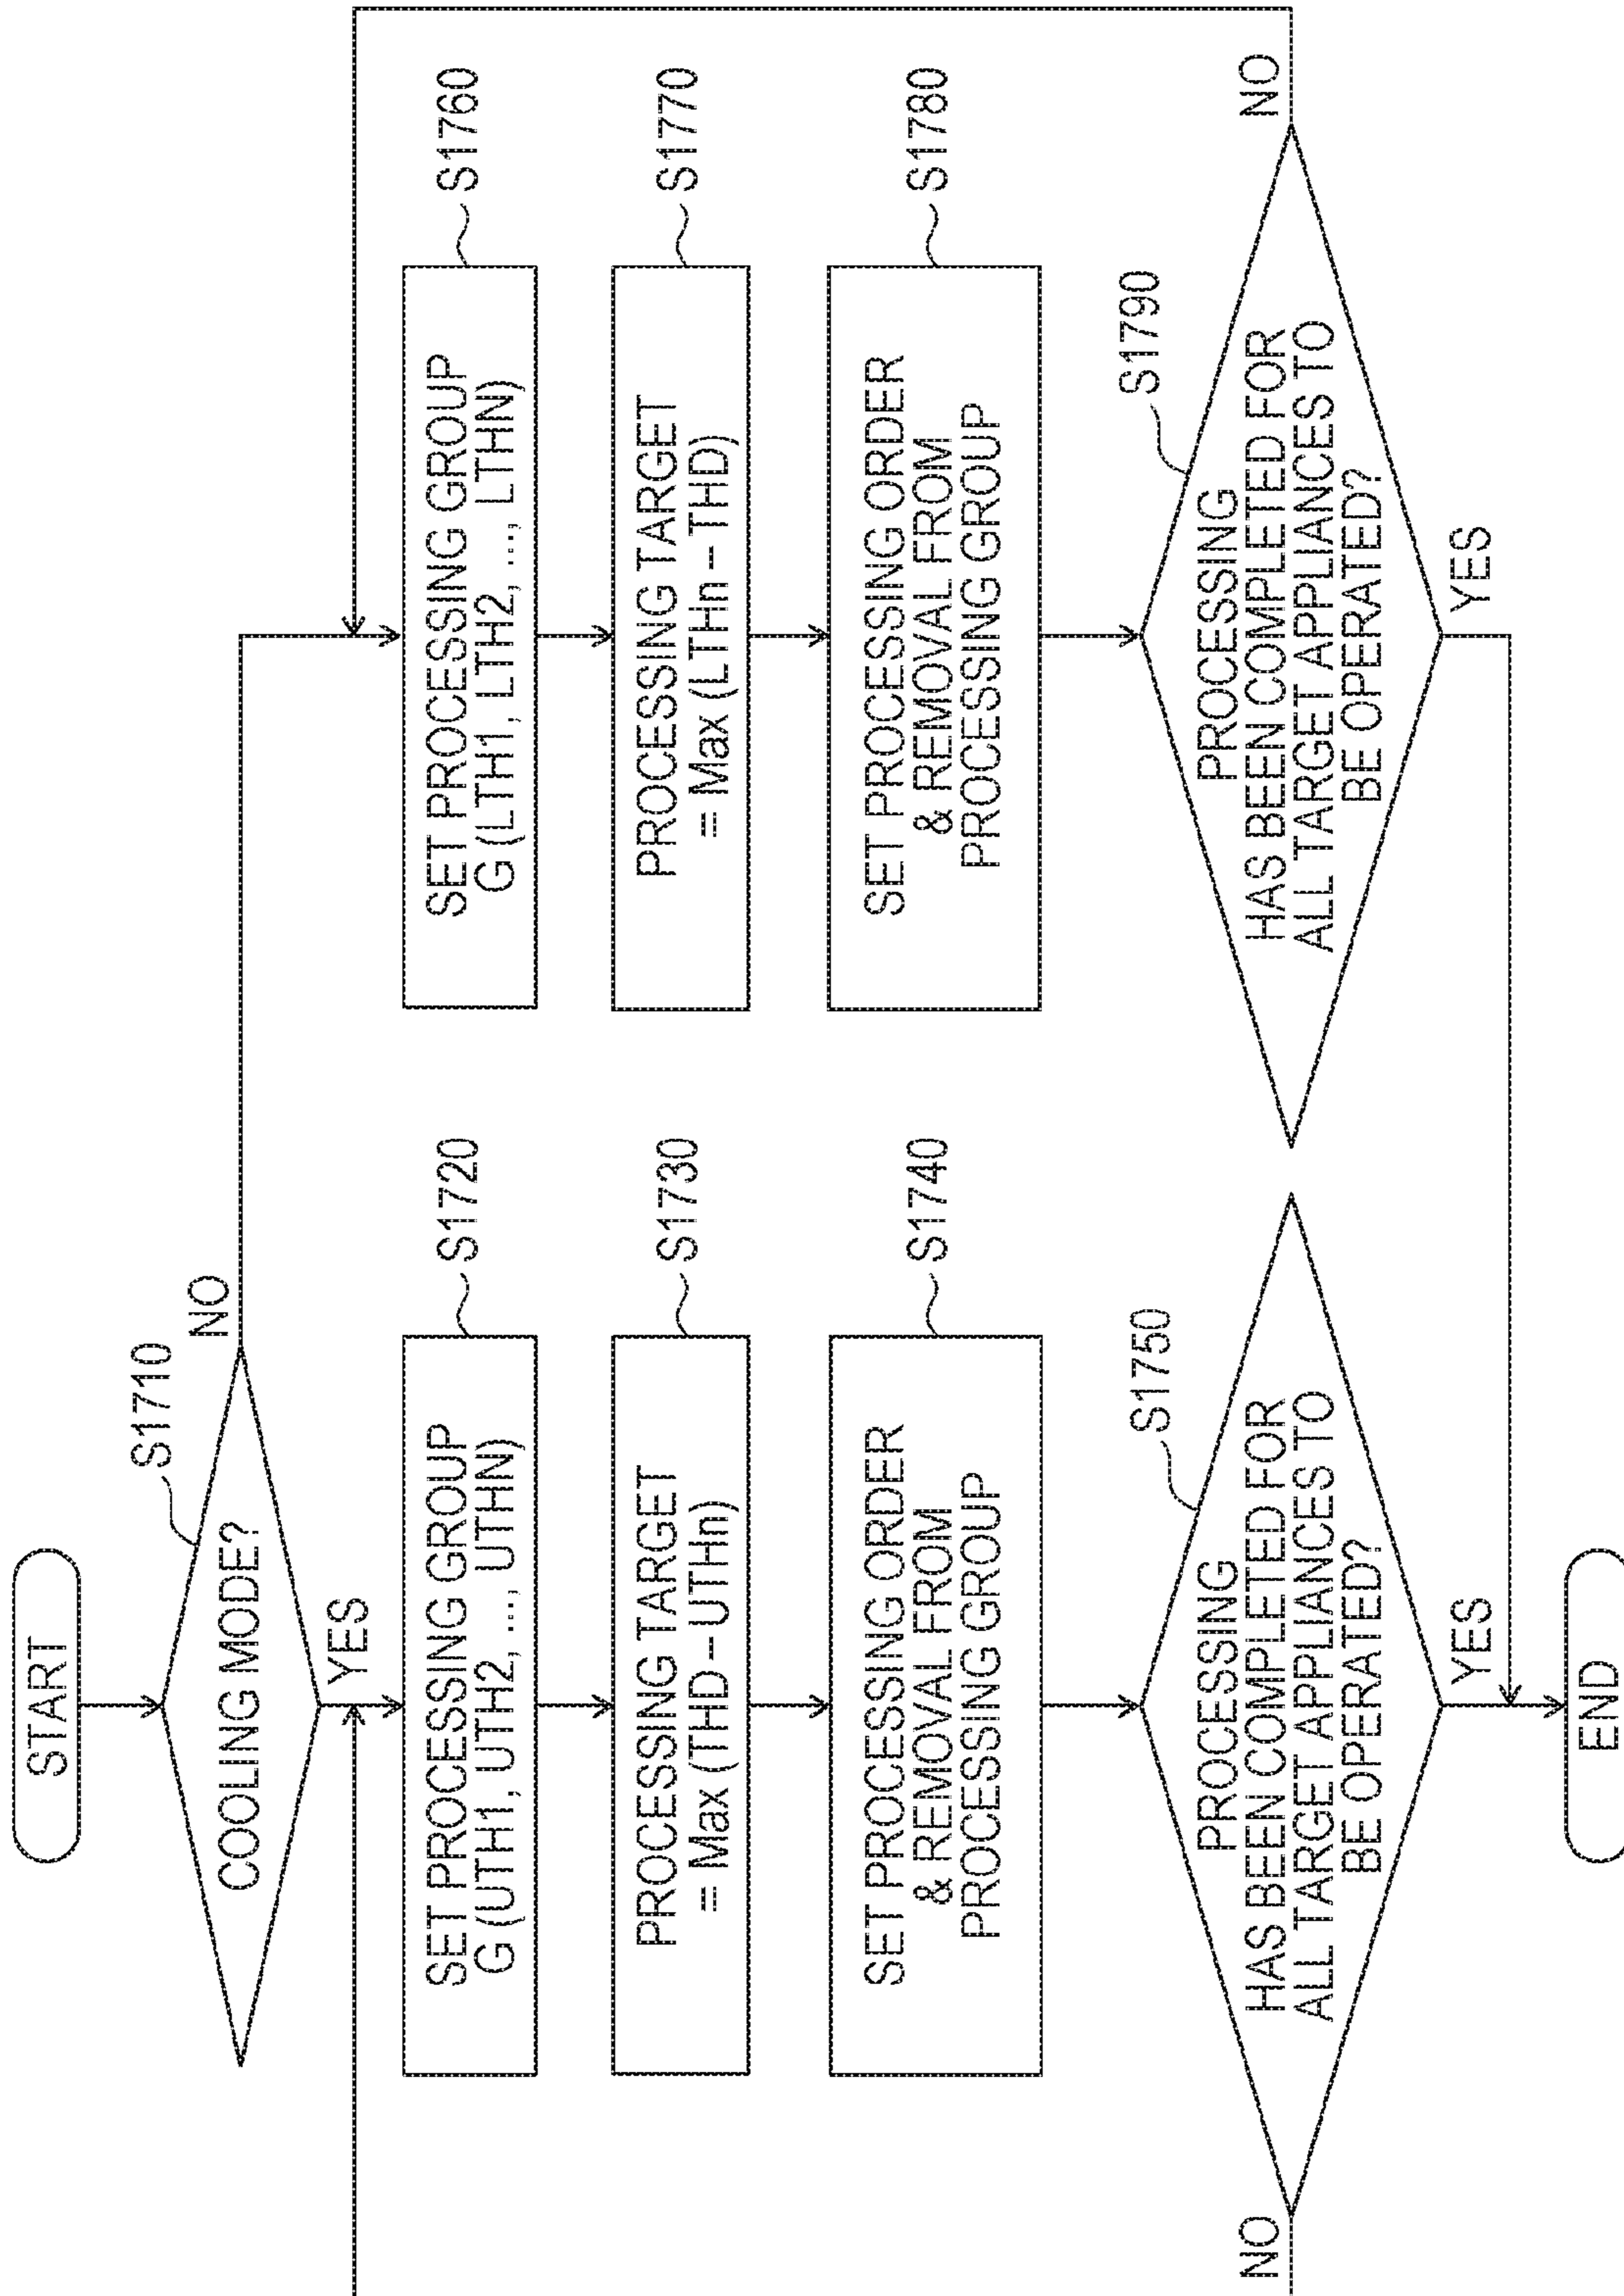 START
COOLING MODE?
S1710
NO
YES
SET PROCESSING GROUP
G (UTH1, UTH2, ..., UTHN)
S1720
PROCESSING TARGET
= Max (THD–UTHn)
S1730
SET PROCESSING ORDER
& REMOVAL FROM
PROCESSING GROUP
S1740
PROCESSING
HAS BEEN COMPLETED FOR
ALL TARGET APPLIANCES TO
BE OPERATED?
S1750
NO
YES
SET PROCESSING GROUP
G (LTH1, LTH2, ..., LTHN)
S1760
PROCESSING TARGET
= Max (LTHn–THD)
S1770
SET PROCESSING ORDER
& REMOVAL FROM
PROCESSING GROUP
S1780
PROCESSING
HAS BEEN COMPLETED FOR
ALL TARGET APPLIANCES TO
BE OPERATED?
S1790
NO
YES
END